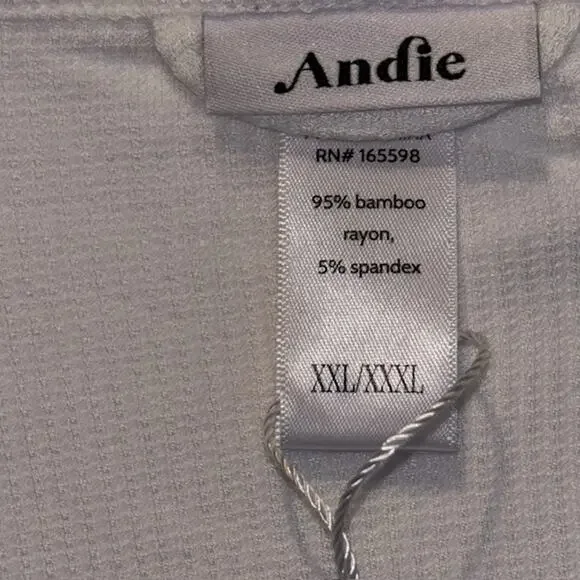 Andie
RN# 165598
95% bamboo
rayon,
5% spandex
XXL/XXXL